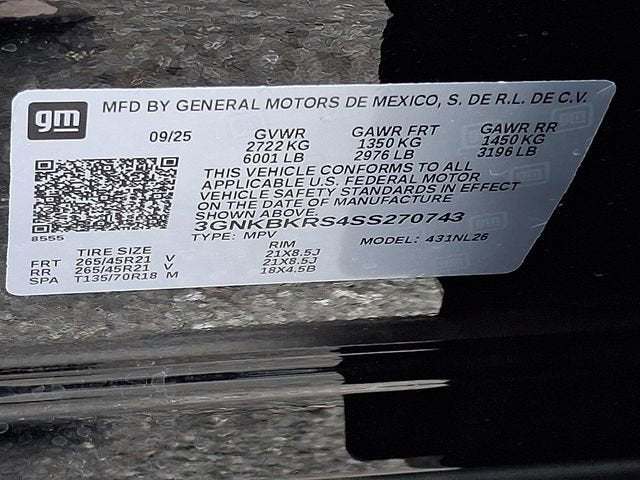 gm MFD BY GENERAL MOTORS DE MEXICO, S. DE R.L. DE C.V.
09/25 GVWR GAWR FRT GAWR RR
2722 KG 1350 KG 1450 KG
6001 LB 2976 LB 3196 LB
THIS VEHICLE CONFORMS TO ALL
APPLICABLE U.S. FEDERAL MOTOR
VEHICLE SAFETY STANDARDS IN EFFECT
ON THE DATE OF MANUFACTURE
SHOWN ABOVE.
3GNKBKRS4SS270743
8555
TYPE: MPV MODEL: 431NL26
TIRE SIZE RIM
FRT 265/45R21 V 21X8.5J
RR 265/45R21 V 21X8.5J
SPA T135/70R18 M 18X4.5B